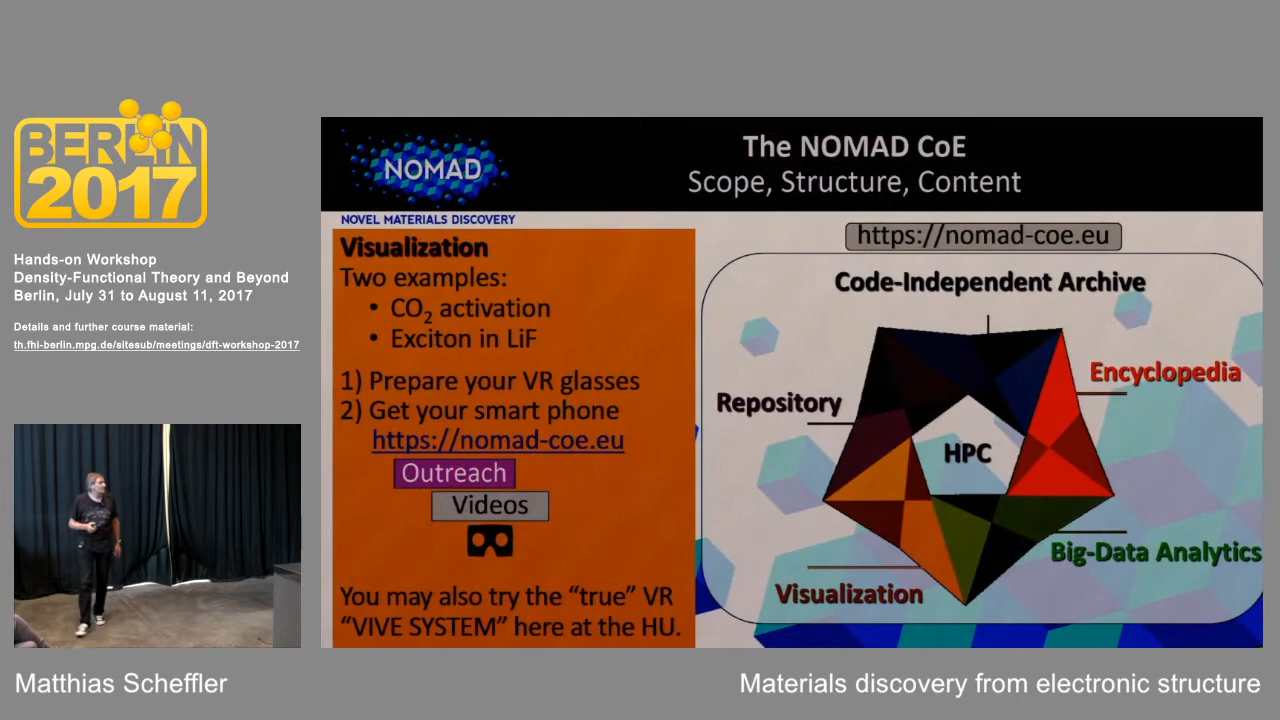 BERLIN
2017
Hands-on Workshop
Density-Functional Theory and Beyond
Berlin, July 31 to August 11, 2017
Details and further course material:
th.fhi-berlin.mpg.de/sitesub/meetings/dft-workshop-2017
NOMAD
NOVEL MATERIALS DISCOVERY
The NOMAD CoE
Scope, Structure, Content
Visualization
Two examples:
• CO₂ activation
• Exciton in LiF
1) Prepare your VR glasses
2) Get your smart phone
https://nomad-coe.eu
Outreach
Videos
You may also try the “true” VR
“VIVE SYSTEM” here at the HU.
https://nomad-coe.eu
Code-Independent Archive
Encyclopedia
Repository
HPC
Big-Data Analytics
Visualization
Matthias Scheffler
Materials discovery from electronic structure